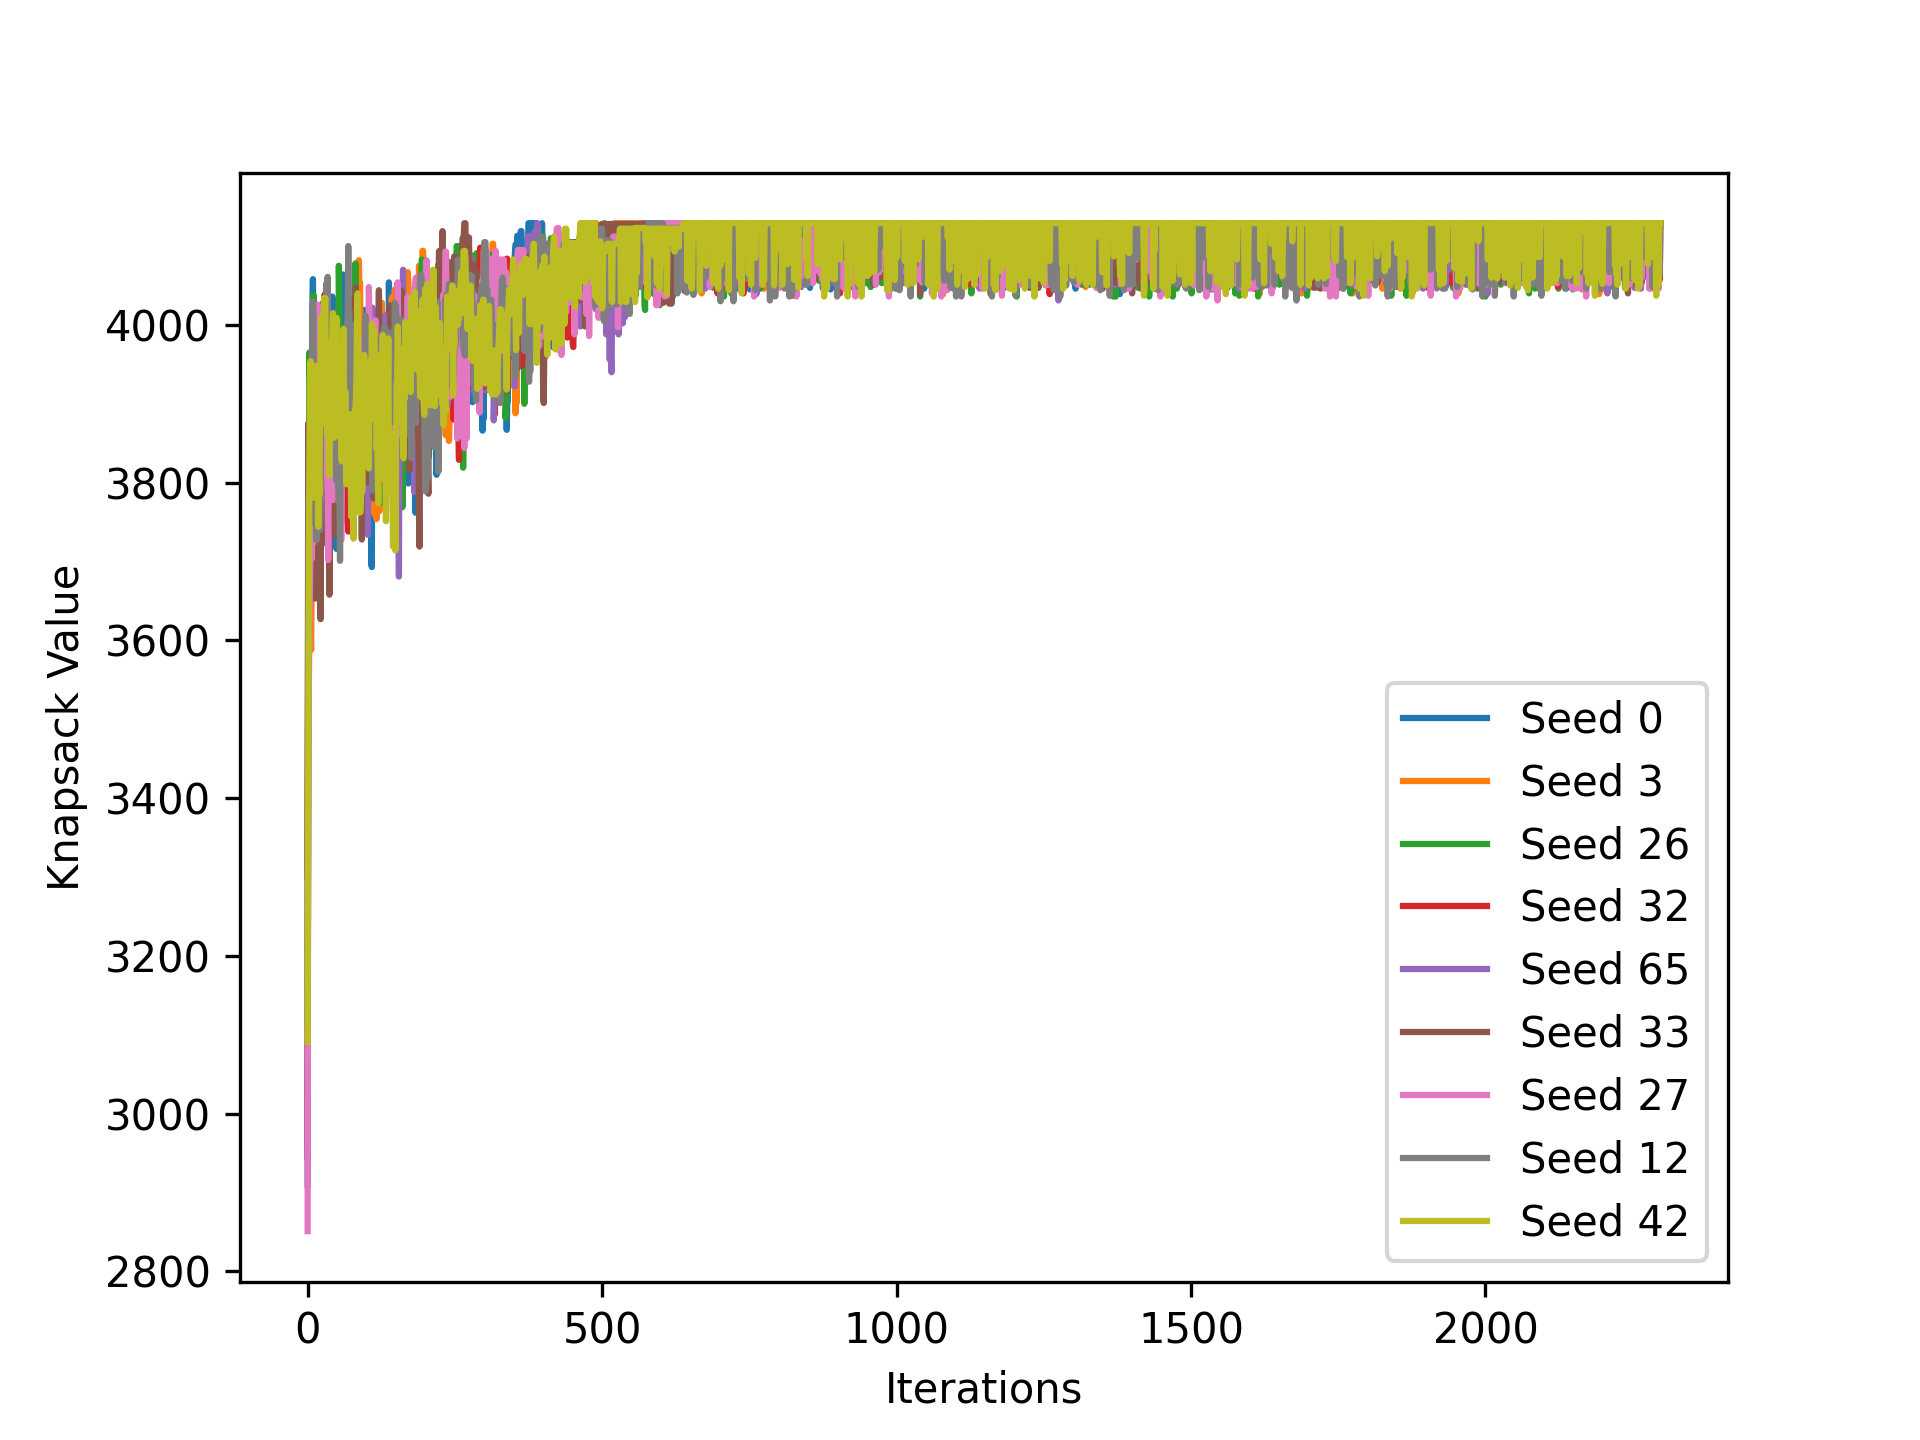 4000
3800
3600
3400
3200
3000
2800
Knapsack Value
0
500
1000
1500
2000
Iterations
Seed 0
Seed 3
Seed 26
Seed 32
Seed 65
Seed 33
Seed 27
Seed 12
Seed 42